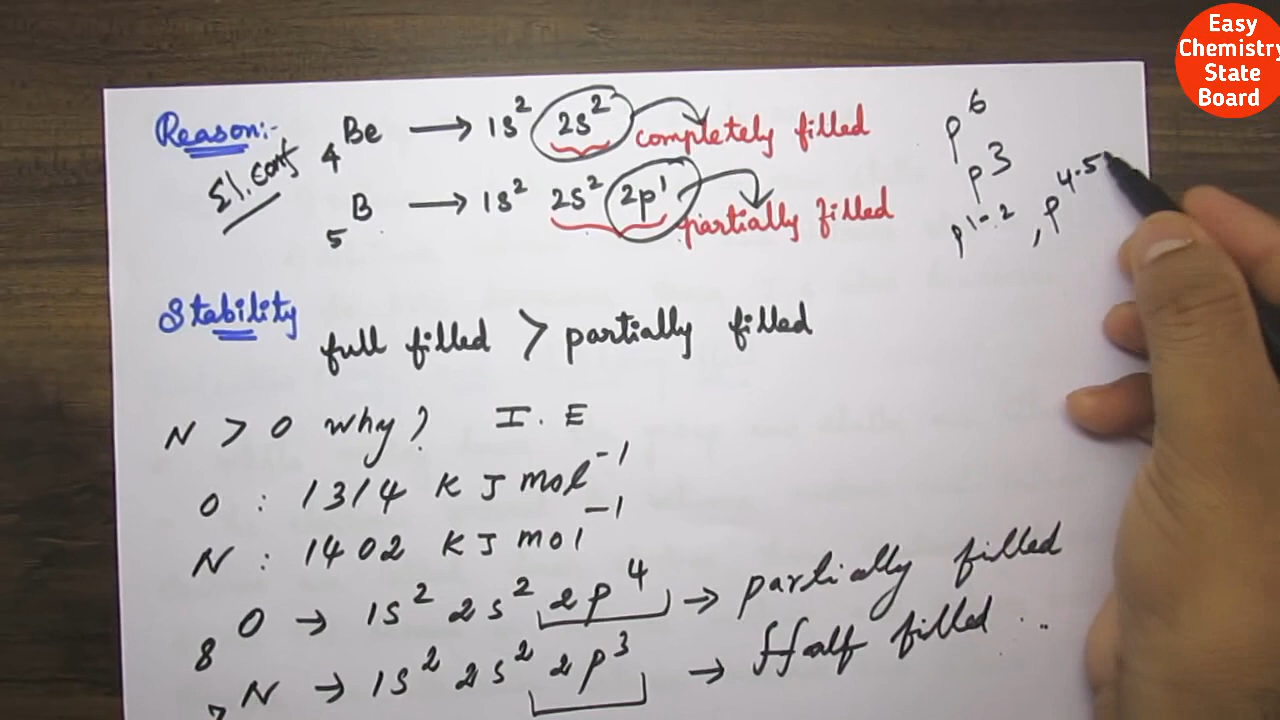 Easy
Chemistry
State
Board
Reason:-
El. conf
₄Be → 1s² 2s² completely filled
₅B → 1s² 2s² 2p¹ partially filled
p⁶
p³
p¹⁻², p⁴·⁵
Stability
full filled > partially filled
N > O why? I.E
O : 1314 KJ mol⁻¹
N : 1402 KJ mol⁻¹
₈O → 1s² 2s² 2p⁴ → partially filled
₇N → 1s² 2s² 2p³ → Half filled ..